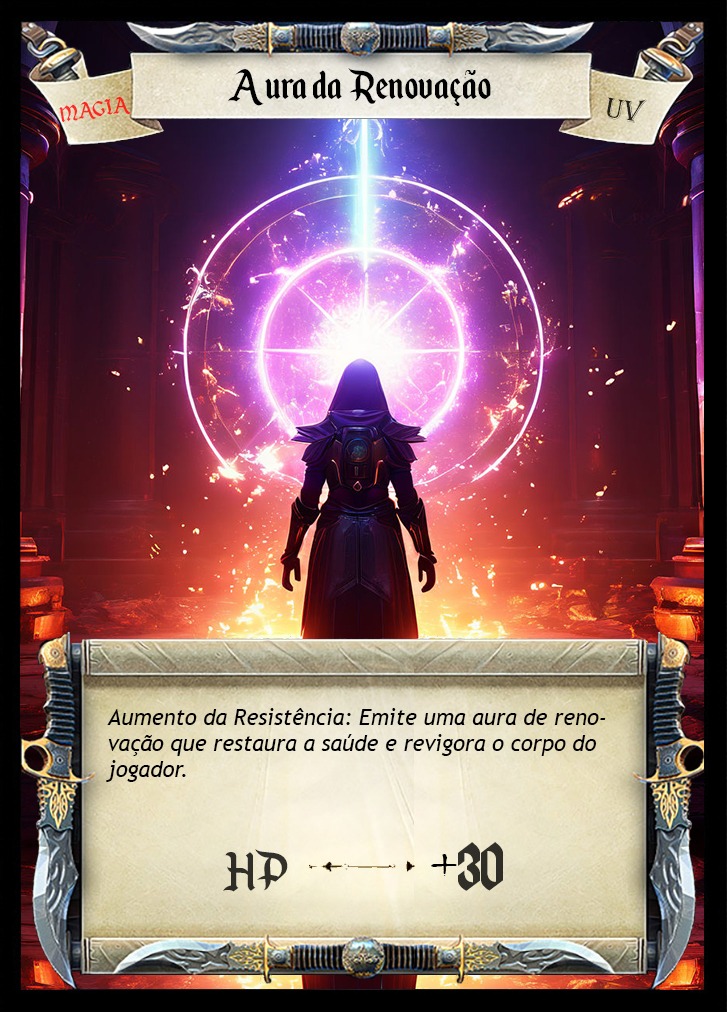 Aura da Renovação
MAGIA
UV
Aumento da Resistência: Emite uma aura de reno-
vação que restaura a saúde e revigora o corpo do
jogador.
HP +30